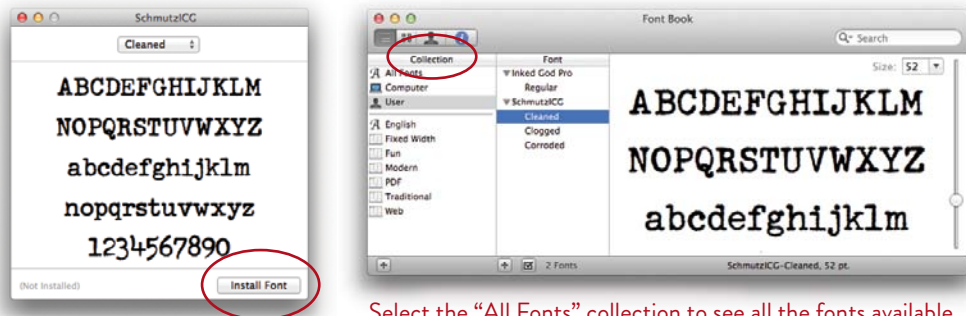 SchmutzICG
Cleaned
ABCDEFGHIJKLM
NOPQRSTUVWXYZ
abcdefghijklm
nopqrstuvwxyz
1234567890
(Not Installed)
Install Font
Font Book
Search
Collection
All Fonts
Computer
User
English
Fixed Width
Fun
Modern
PDF
Traditional
Web
Font
Inked God Pro
Regular
SchmutzICG
Cleaned
Clogged
Corroded
2 Fonts
Size: 52
ABCDEFGHIJKLM
NOPQRSTUVWXYZ
abcdefghijklm
SchmutzICG-Cleaned, 52 pt.
Select the “All Fonts” collection to see all the fonts available